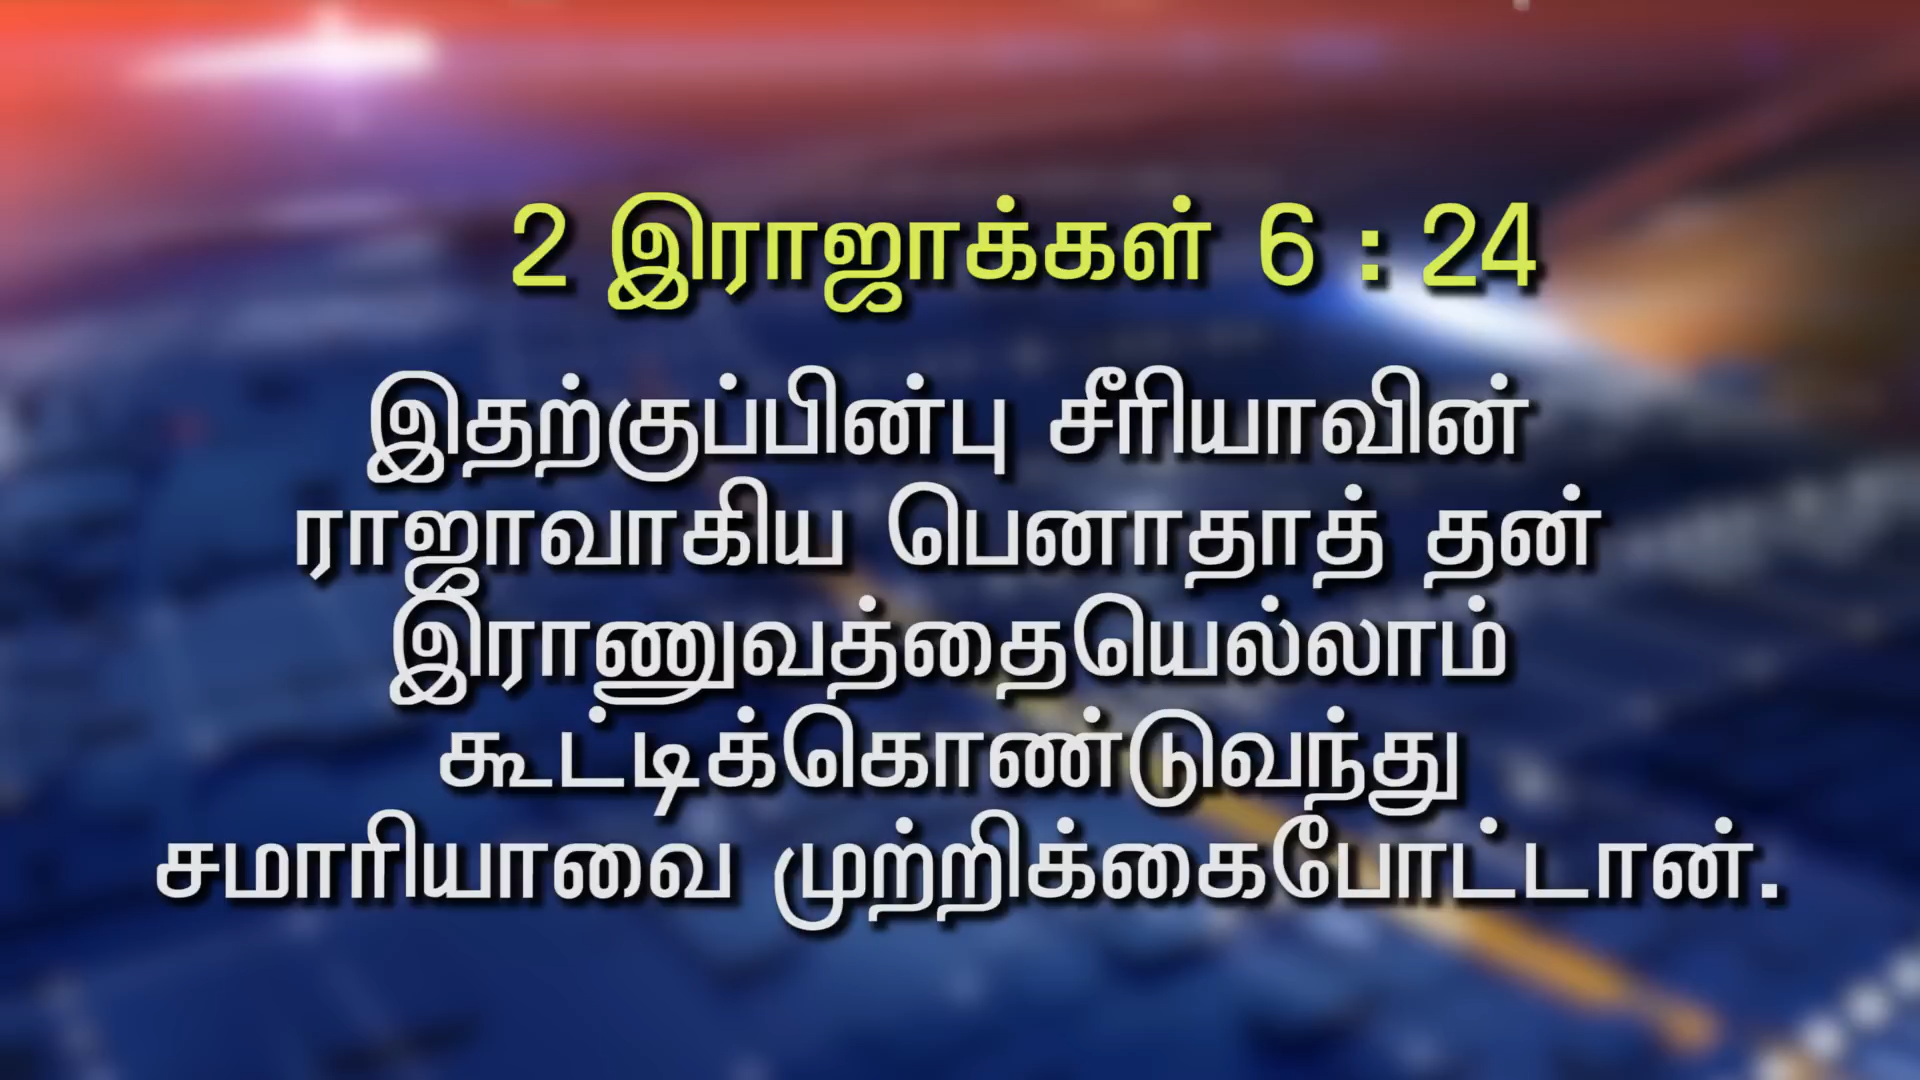 2 இராஜாக்கள் 6 : 24
இதற்குப்பின்பு சீரியாவின்
ராஜாவாகிய பெனாதாத் தன்
இராணுவத்தையெல்லாம்
கூட்டிக்கொண்டுவந்து
சமாரியாவை முற்றிக்கைபோட்டான்.